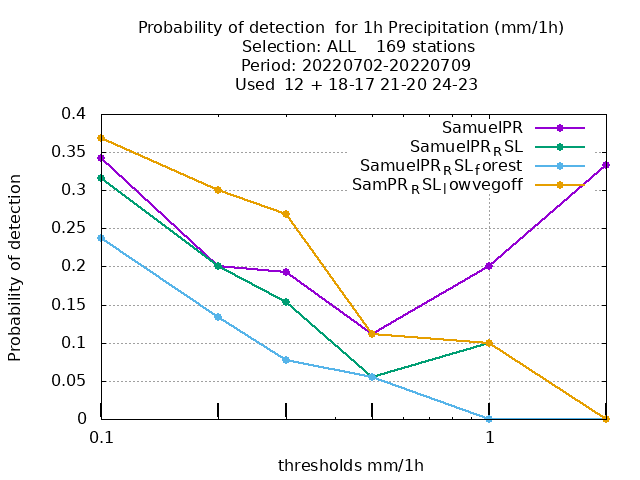 Probability of detection  for 1h Precipitation (mm/1h)
Selection: ALL    169 stations
Period: 20220702-20220709
Used  12 + 18-17 21-20 24-23
0.4
0.35
0.3
0.25
0.2
0.15
0.1
0.05
0
Probability of detection
SamuelPR
SamuelPR_RSL
SamuelPR_RSL_forest
SamPR_RSL_lowvegoff
0.1
1
thresholds mm/1h